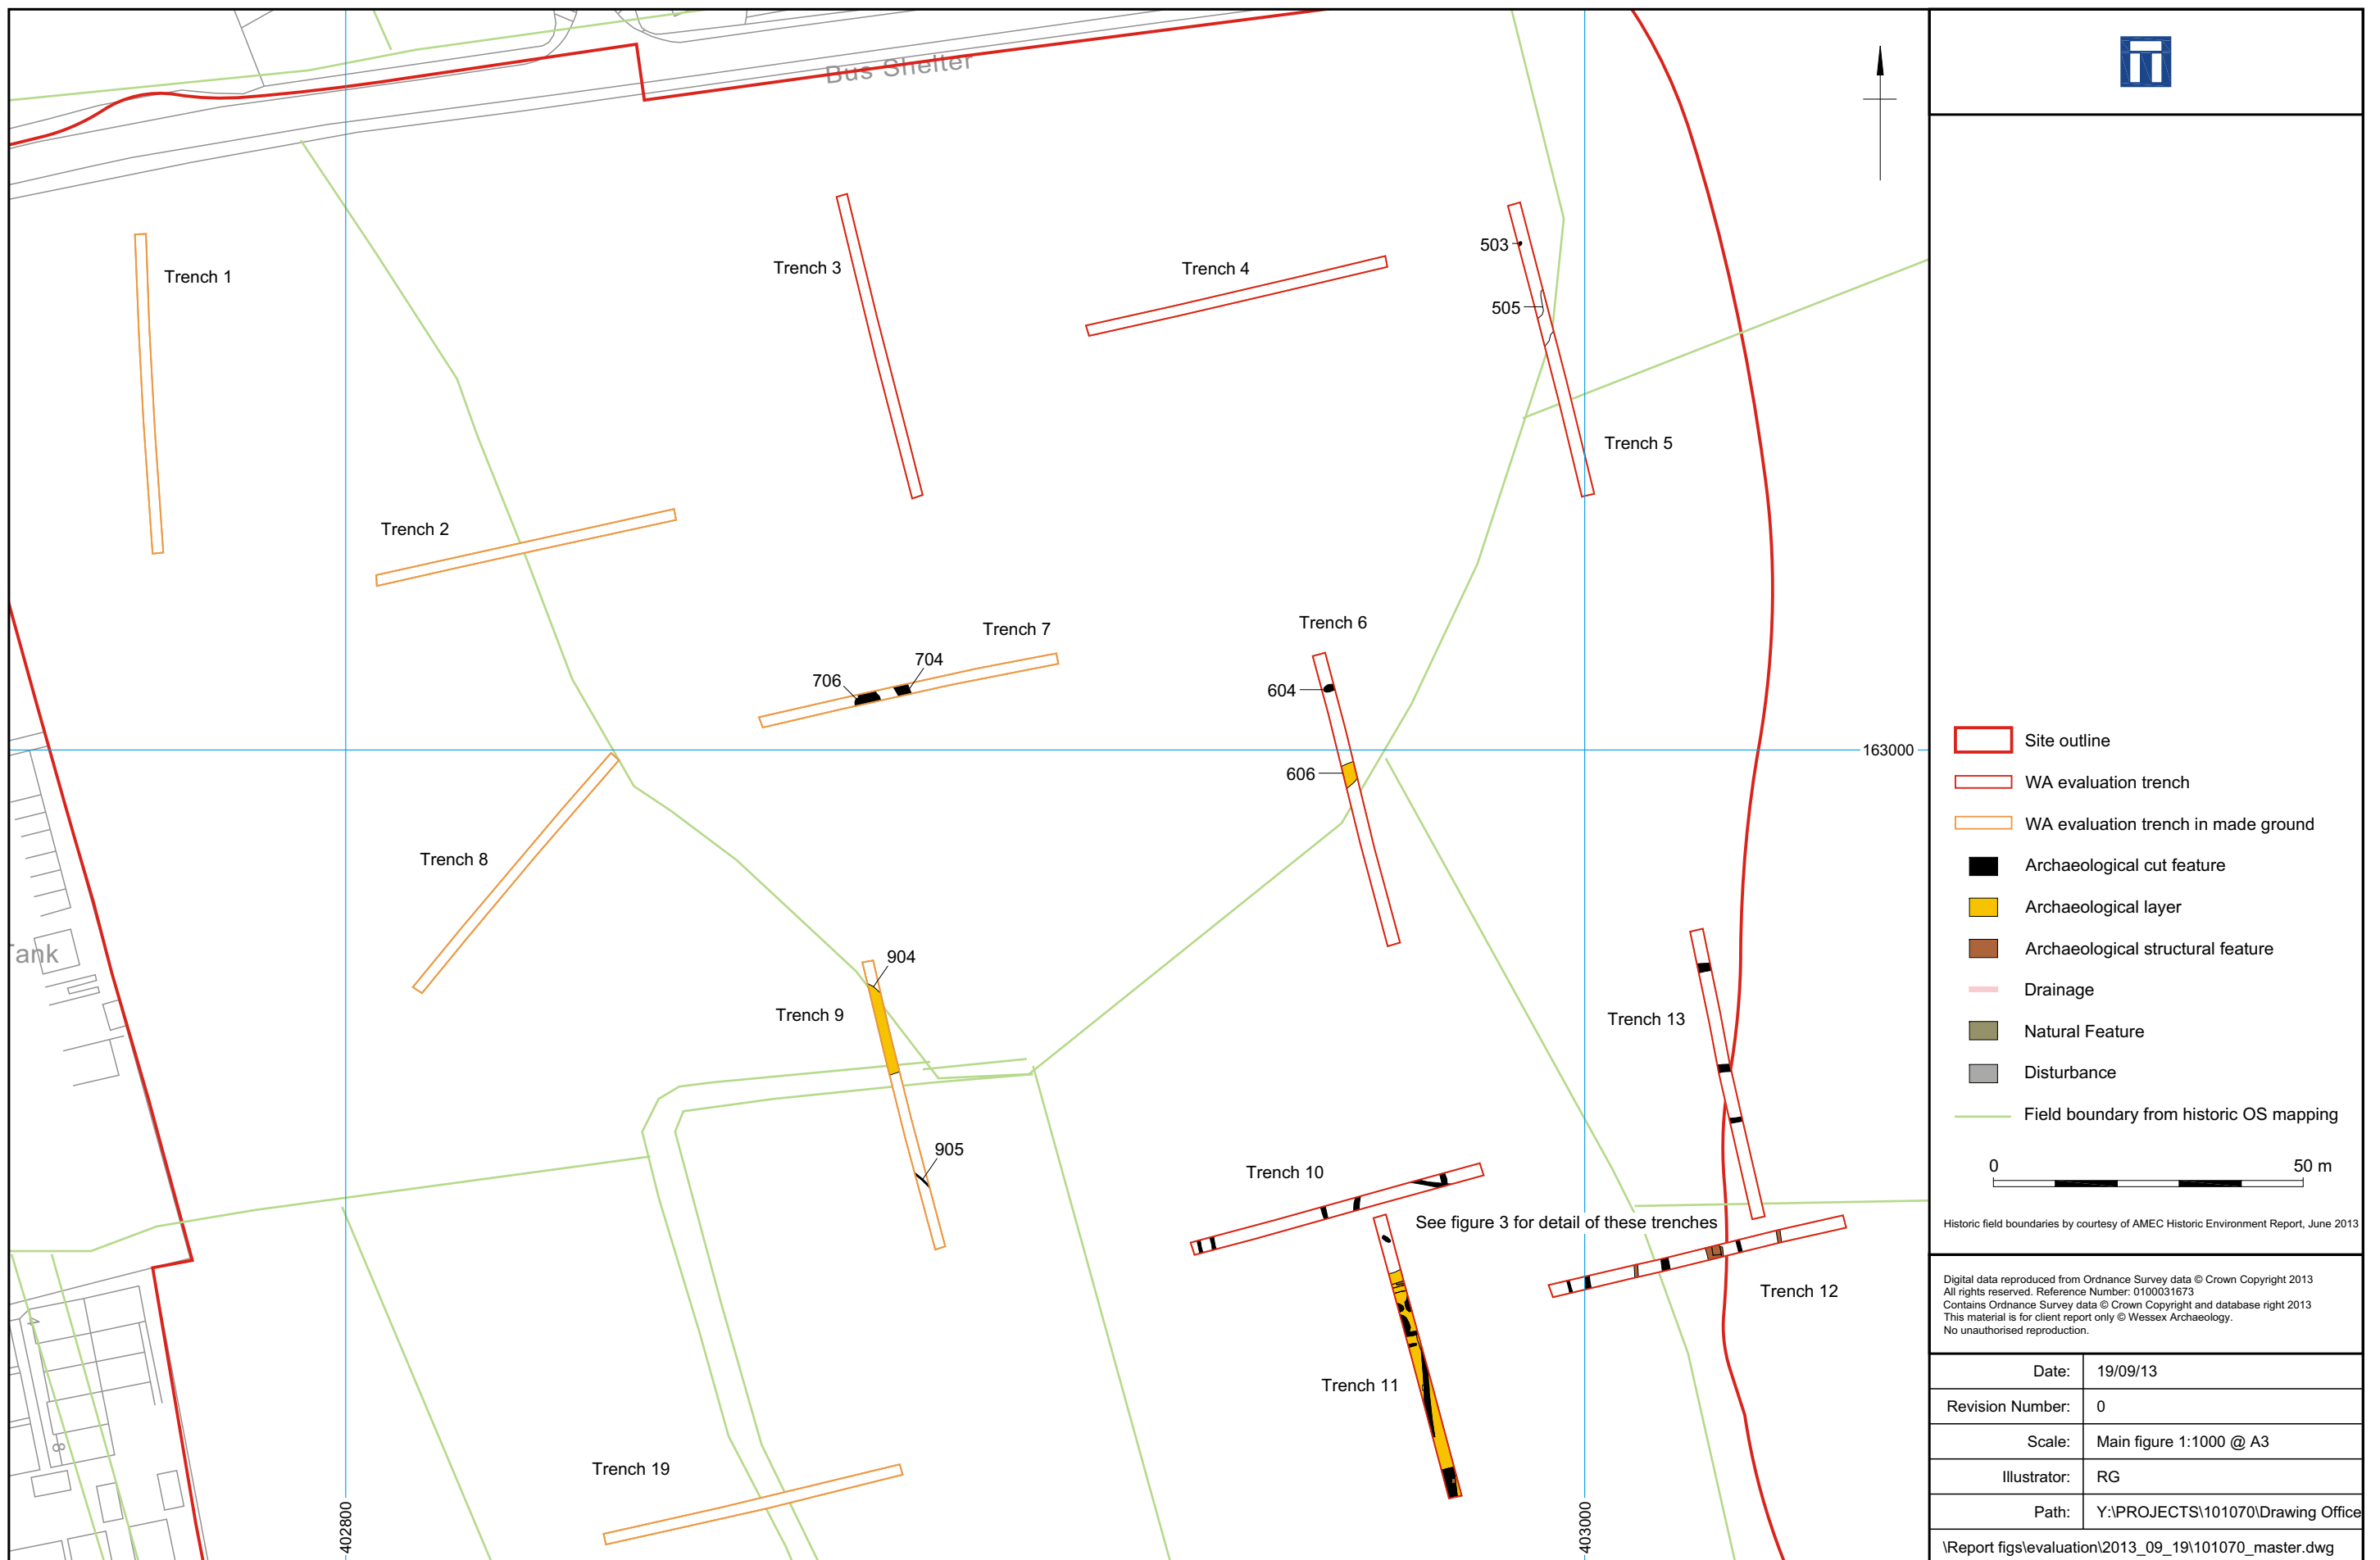 Bus Shelter
Trench 1
Trench 3
Trench 4
503
505
Trench 5
Trench 2
Trench 7
706
704
Trench 6
604
606
163000
Trench 8
Tank
904
Trench 9
905
Trench 13
Trench 10
See figure 3 for detail of these trenches
Trench 12
Trench 11
Trench 19
4
8
402800
403000
Site outline
WA evaluation trench
WA evaluation trench in made ground
Archaeological cut feature
Archaeological layer
Archaeological structural feature
Drainage
Natural Feature
Disturbance
Field boundary from historic OS mapping
0 50 m
Historic field boundaries by courtesy of AMEC Historic Environment Report, June 2013
Digital data reproduced from Ordnance Survey data © Crown Copyright 2013
All rights reserved. Reference Number: 0100031673
Contains Ordnance Survey data © Crown Copyright and database right 2013
This material is for client report only © Wessex Archaeology.
No unauthorised reproduction.
Date: 19/09/13
Revision Number: 0
Scale: Main figure 1:1000 @ A3
Illustrator: RG
Path: Y:\PROJECTS\101070\Drawing Office
\Report figs\evaluation\2013_09_19\101070_master.dwg